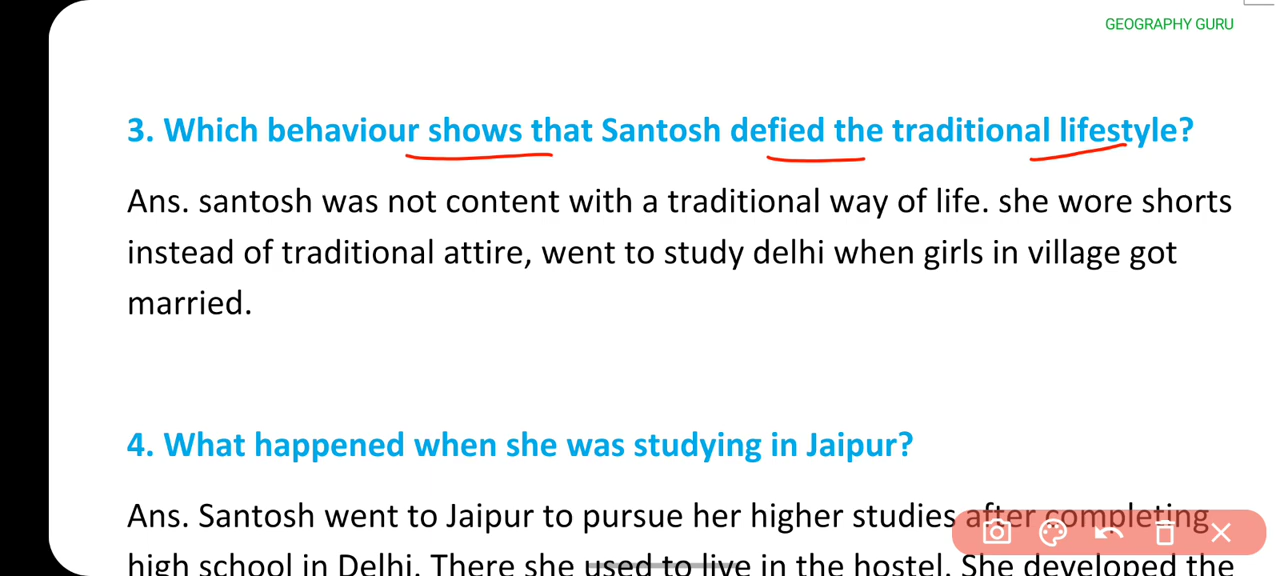 GEOGRAPHY GURU
3. Which behaviour shows that Santosh defied the traditional lifestyle?
Ans. santosh was not content with a traditional way of life. she wore shorts
instead of traditional attire, went to study delhi when girls in village got
married.
4. What happened when she was studying in Jaipur?
Ans. Santosh went to Jaipur to pursue her higher studies after completing
high school in Delhi. There she used to live in the hostel. She developed the